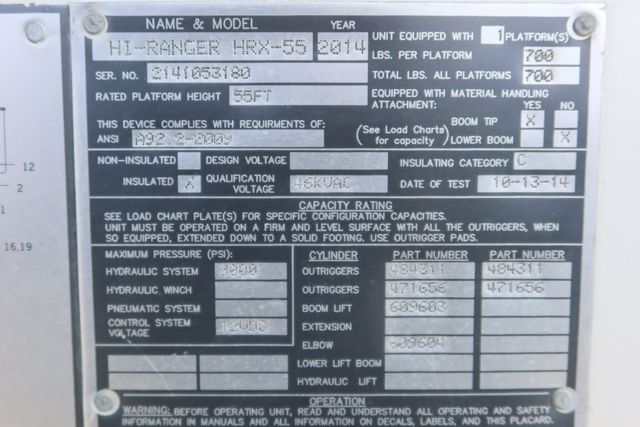 NAME & MODEL YEAR
HI-RANGER HRX-55 2014
UNIT EQUIPPED WITH 1 PLATFORM(S)
LBS. PER PLATFORM 700
SER. NO. 2141053180
TOTAL LBS. ALL PLATFORMS 700
RATED PLATFORM HEIGHT 55FT
EQUIPPED WITH MATERIAL HANDLING
ATTACHMENT: YES NO
BOOM TIP X
THIS DEVICE COMPLIES WITH REQUIRMENTS OF:
ANSI A92.2-2009
(See Load Charts for capacity)
LOWER BOOM X
NON-INSULATED DESIGN VOLTAGE INSULATING CATEGORY C
INSULATED X QUALIFICATION VOLTAGE 46KVAC DATE OF TEST 10-13-14
CAPACITY RATING
SEE LOAD CHART PLATE(S) FOR SPECIFIC CONFIGURATION CAPACITIES.
UNIT MUST BE OPERATED ON A FIRM AND LEVEL SURFACE WITH ALL THE OUTRIGGERS, WHEN
SO EQUIPPED, EXTENDED DOWN TO A SOLID FOOTING. USE OUTRIGGER PADS.
MAXIMUM PRESSURE (PSI): CYLINDER PART NUMBER PART NUMBER
HYDRAULIC SYSTEM 3000 OUTRIGGERS 484311 484311
HYDRAULIC WINCH OUTRIGGERS 471656 471656
PNEUMATIC SYSTEM BOOM LIFT 609603
CONTROL SYSTEM VOLTAGE 12VDC EXTENSION
ELBOW 609604
LOWER LIFT BOOM
HYDRAULIC LIFT
OPERATION
WARNING: BEFORE OPERATING UNIT, READ AND UNDERSTAND ALL OPERATING AND SAFETY
INFORMATION IN MANUALS AND ALL INFORMATION ON DECALS, LABELS, AND THIS PLACARD.
12
2
1
16,19